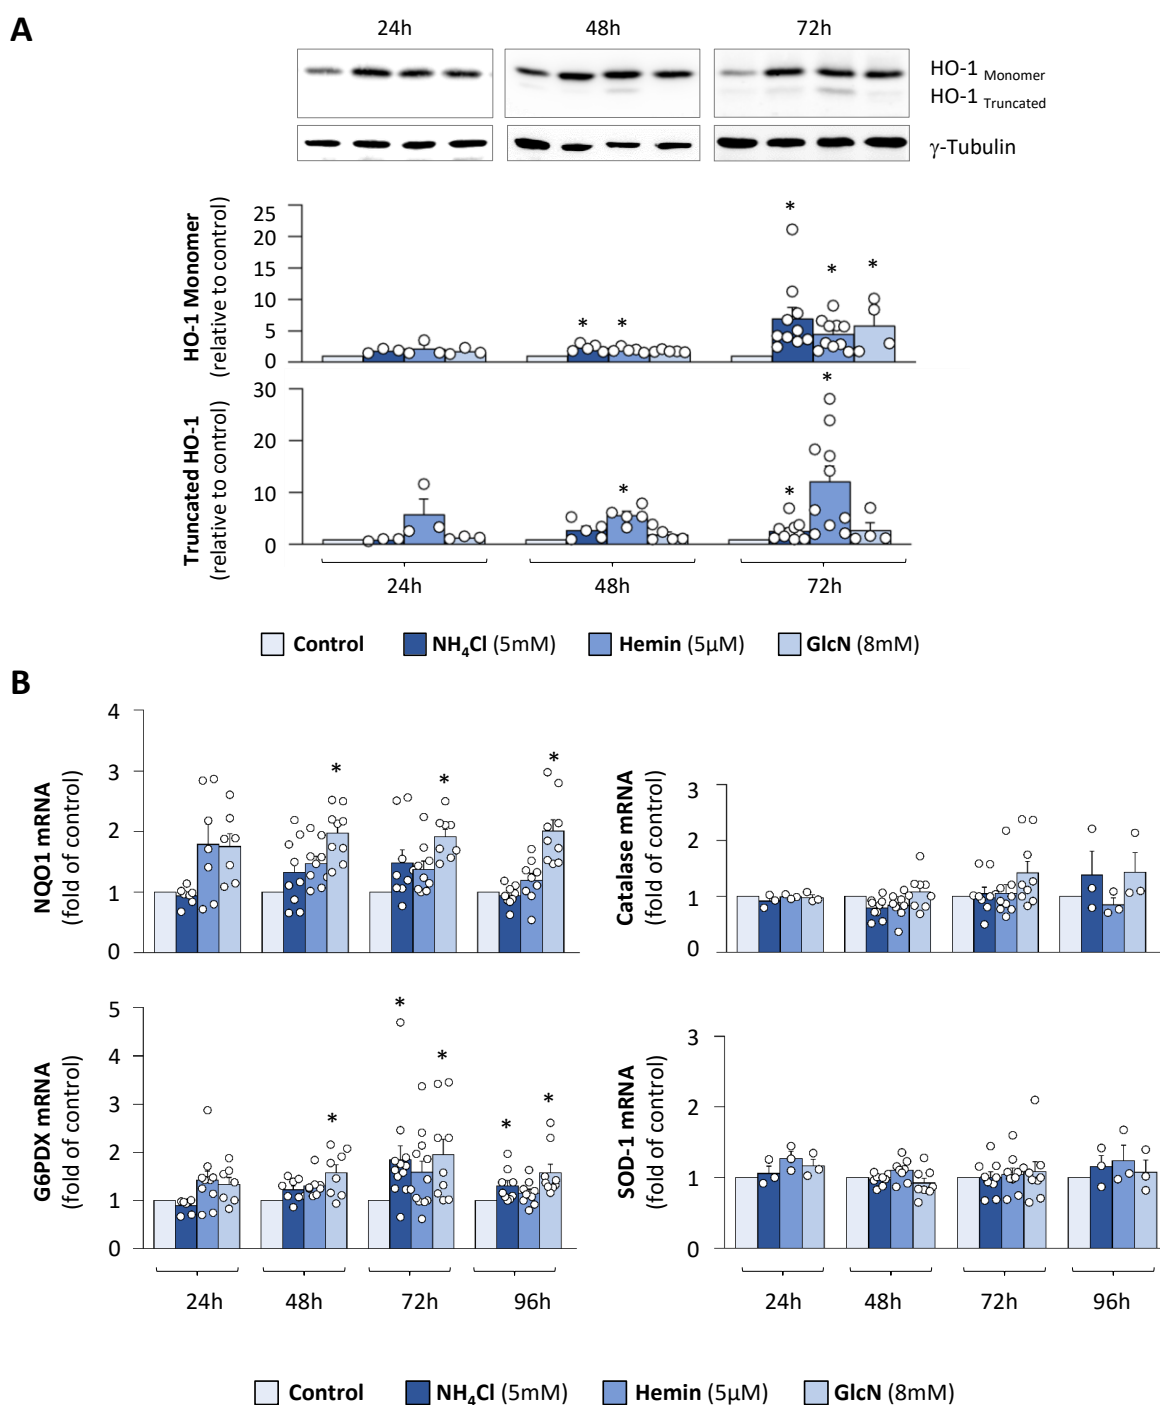 A
24h 48h 72h
HO-1 Monomer
HO-1 Truncated
γ-Tubulin
HO-1 Monomer
(relative to control)
25
20
15
10
5
0
* * * * *
Truncated HO-1
(relative to control)
30
20
10
0
* * *
24h 48h 72h
Control NH₄Cl (5mM) Hemin (5µM) GlcN (8mM)
B
NQO1 mRNA
(fold of control)
4
3
2
1
0
* * *
Catalase mRNA
(fold of control)
3
2
1
0
G6PDX mRNA
(fold of control)
5
4
3
2
1
0
* * * * *
24h 48h 72h 96h
SOD-1 mRNA
(fold of control)
3
2
1
0
24h 48h 72h 96h
Control NH₄Cl (5mM) Hemin (5µM) GlcN (8mM)